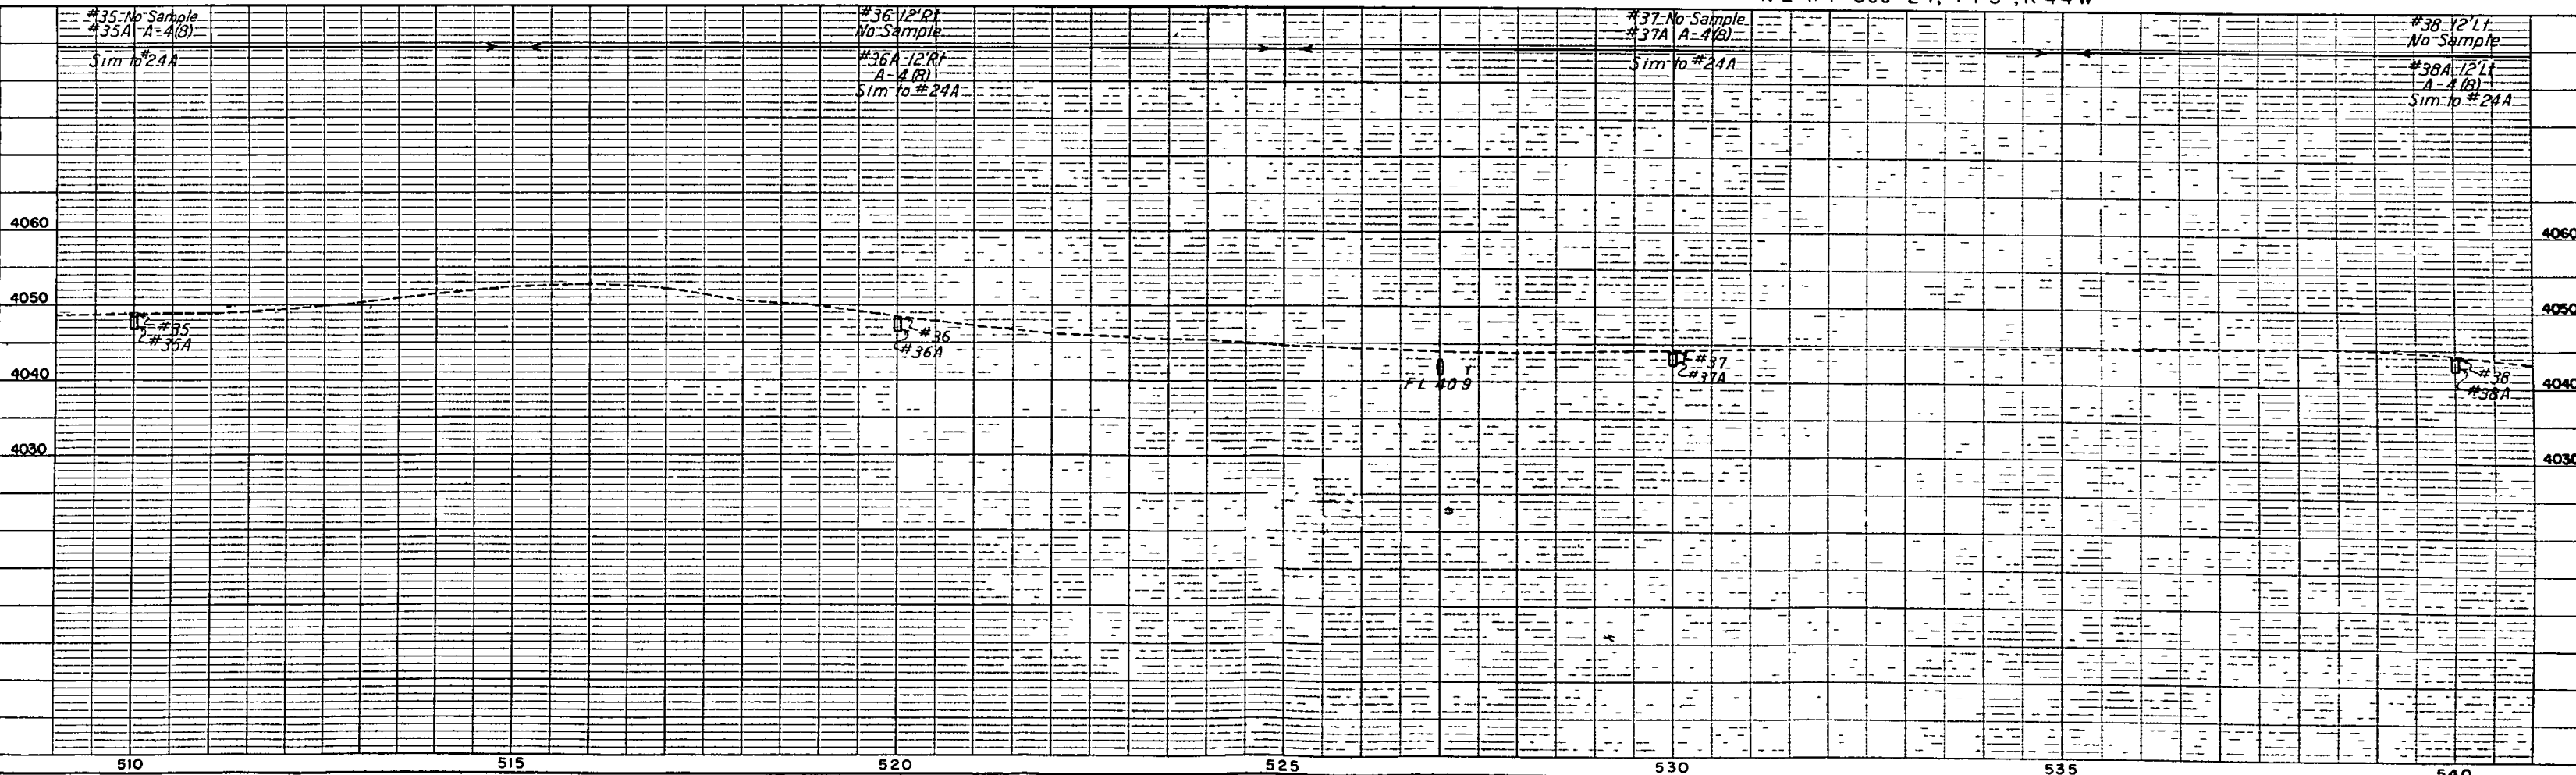 #35 No Sample
#35A A-4(8)
Sim to #24A
#36 12'Rt
No Sample
#36A 12'Rt
A-4(8)
Sim to #24A
#37 No Sample
#37A A-4(8)
Sim to #24A
#38 12' Lt
No Sample
#38A 12' Lt
A-4(8)
Sim to #24A
4060
4060
4050
4050
#35
#36A
#36
#36A
#37
#37A
#38
#38A
4040
4040
FL 409
4030
4030
510
515
520
525
530
535
540